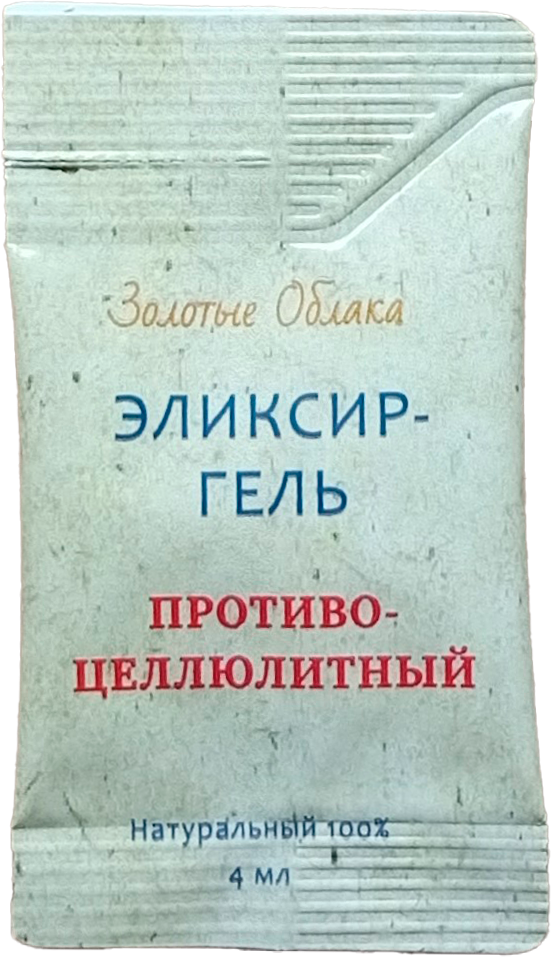 Золотые Облака
ЭЛИКСИР-
ГЕЛЬ
ПРОТИВО-
ЦЕЛЛЮЛИТНЫЙ
Натуральный 100%
4 мл